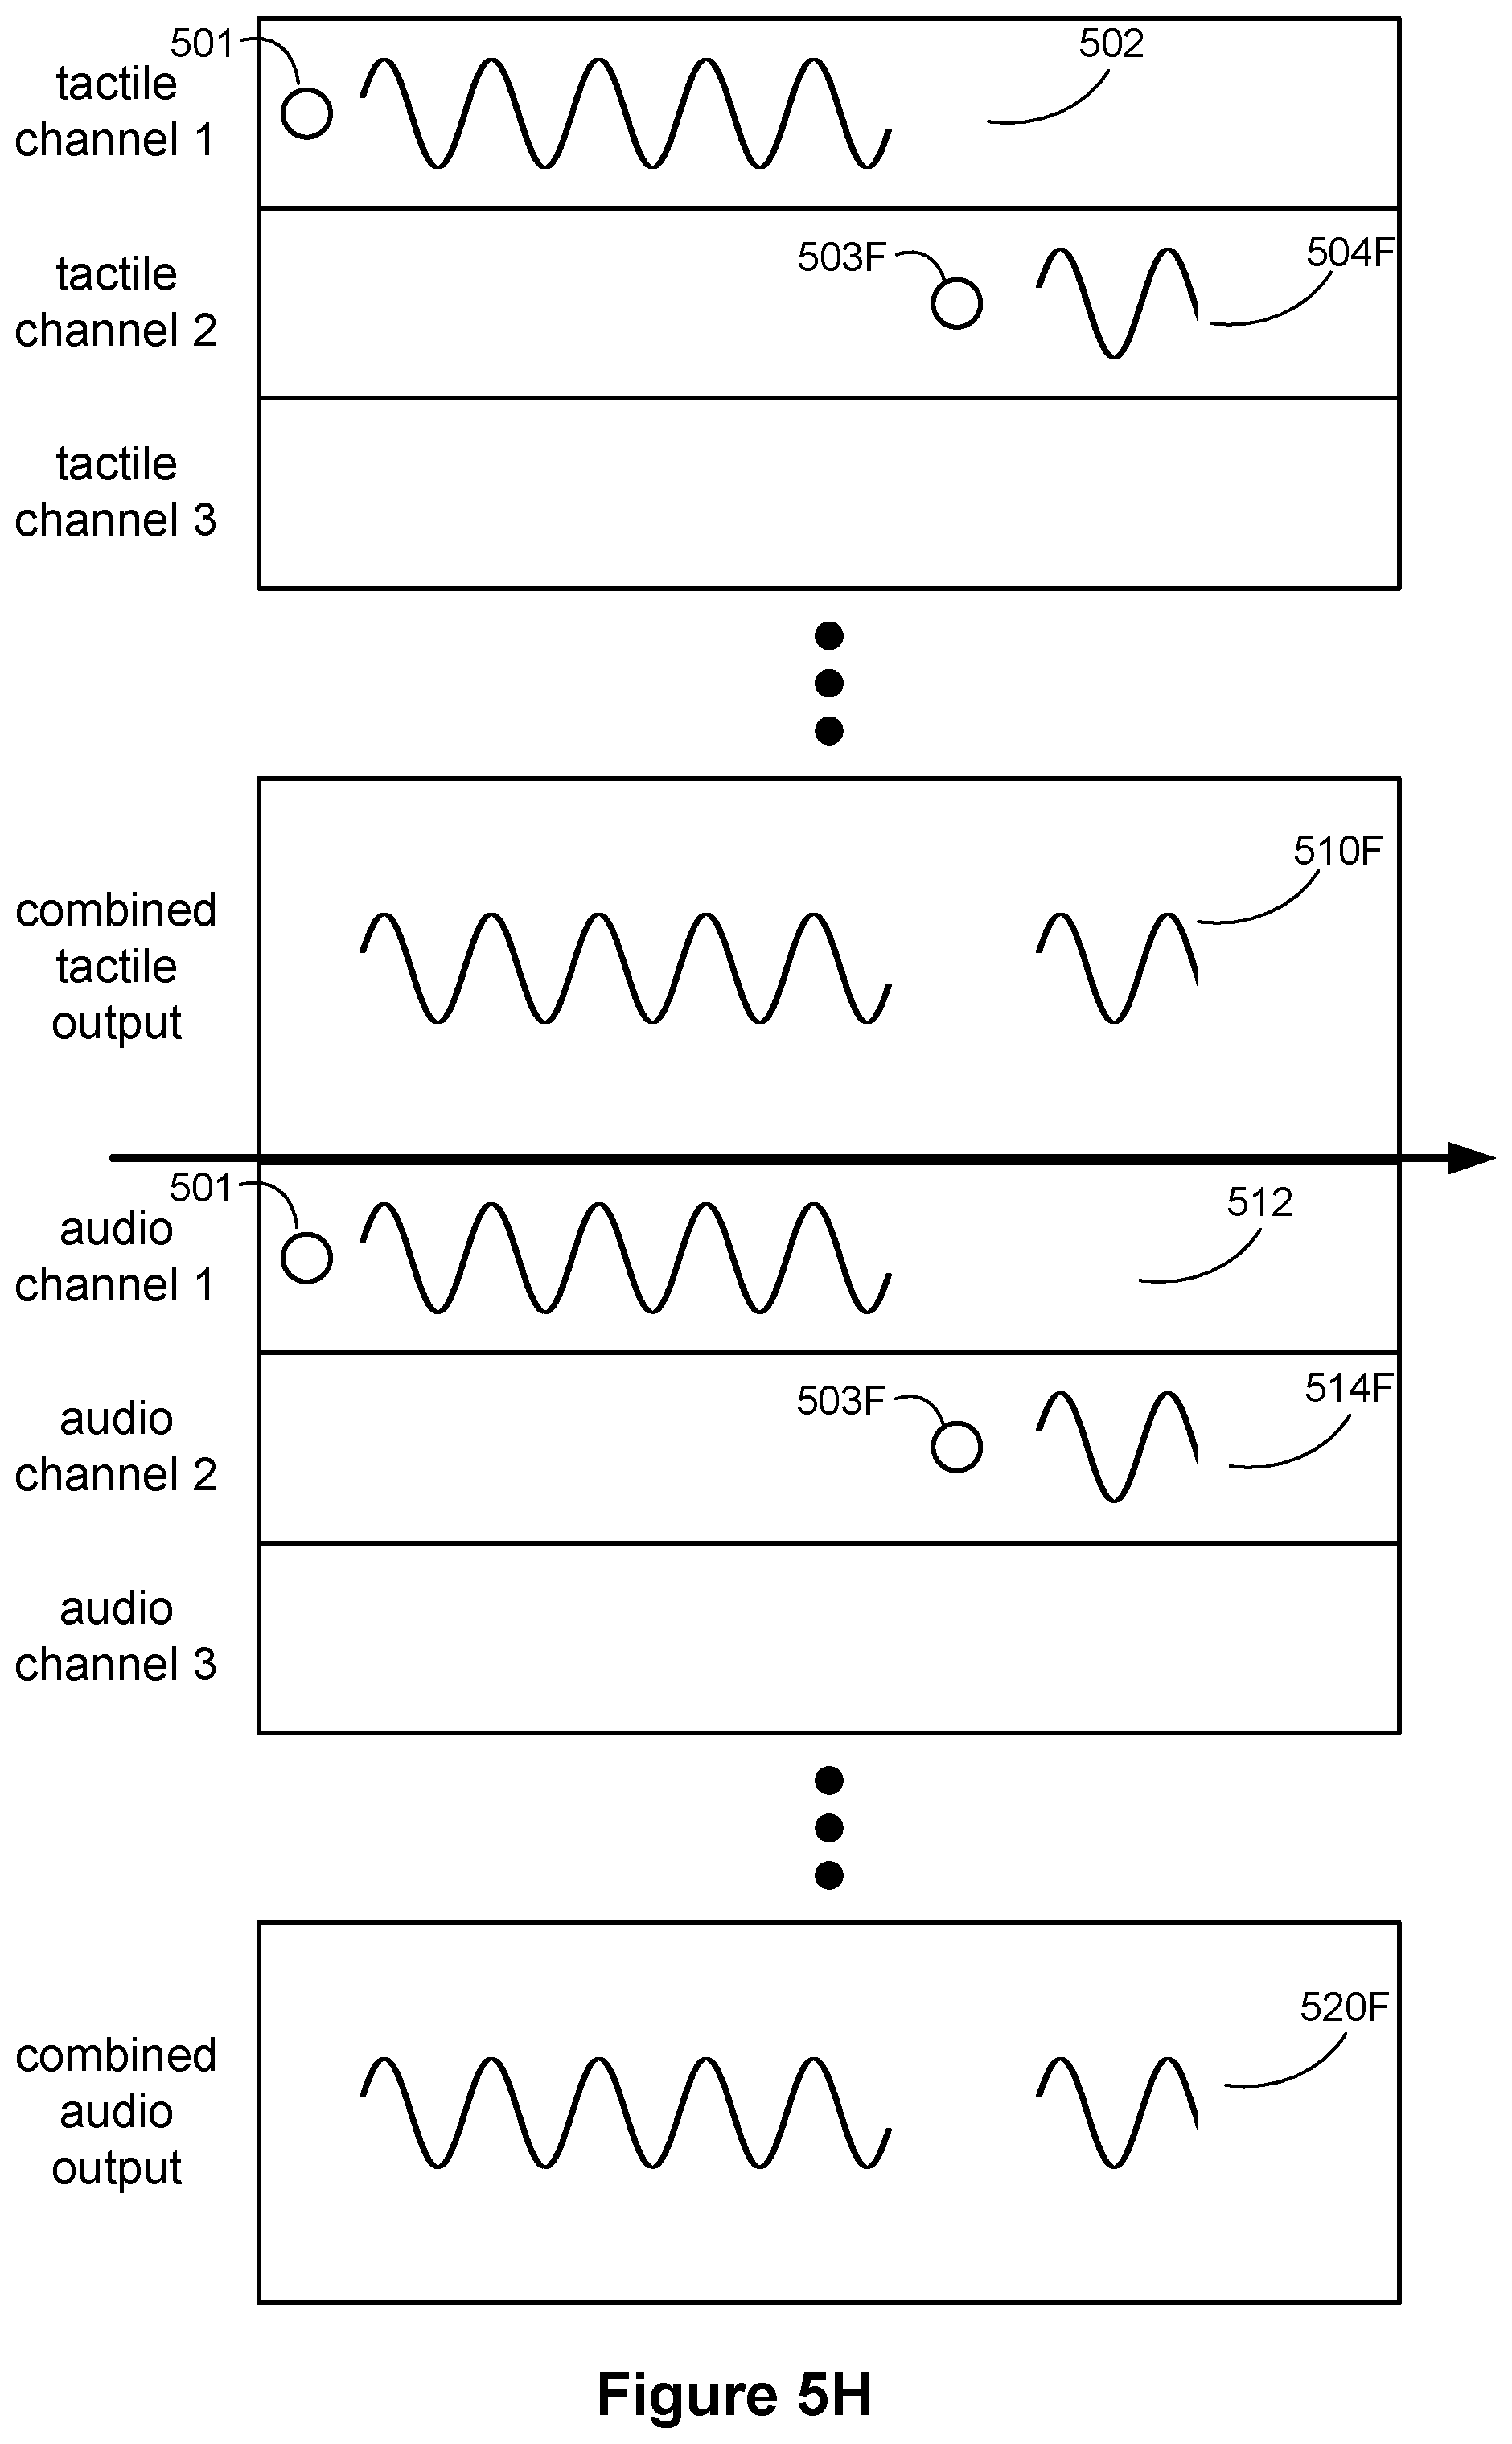 501
502
tactile
channel 1
503F
504F
tactile
channel 2
tactile
channel 3
510F
combined
tactile
output
501
512
audio
channel 1
503F
514F
audio
channel 2
audio
channel 3
520F
combined
audio
output
Figure 5H